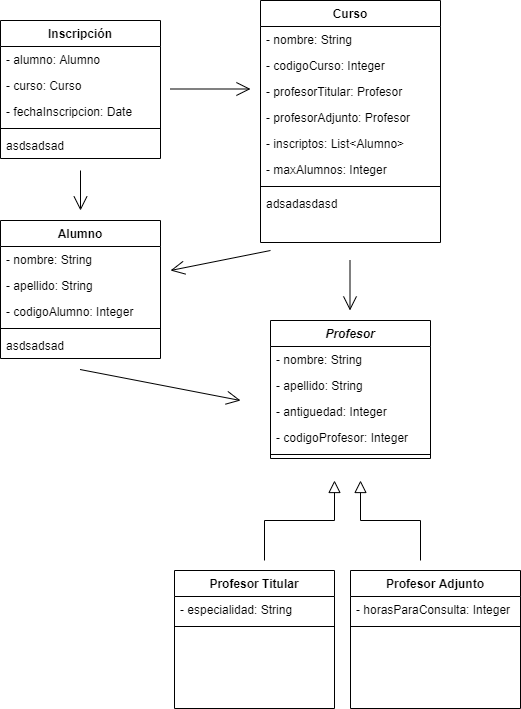 Inscripción
- alumno: Alumno
- curso: Curso
- fechaInscripcion: Date
asdsadsad
Curso
- nombre: String
- codigoCurso: Integer
- profesorTitular: Profesor
- profesorAdjunto: Profesor
- inscriptos: List<Alumno>
- maxAlumnos: Integer
adsadasdasd
Alumno
- nombre: String
- apellido: String
- codigoAlumno: Integer
asdsadsad
Profesor
- nombre: String
- apellido: String
- antiguedad: Integer
- codigoProfesor: Integer
Profesor Titular
- especialidad: String
Profesor Adjunto
- horasParaConsulta: Integer